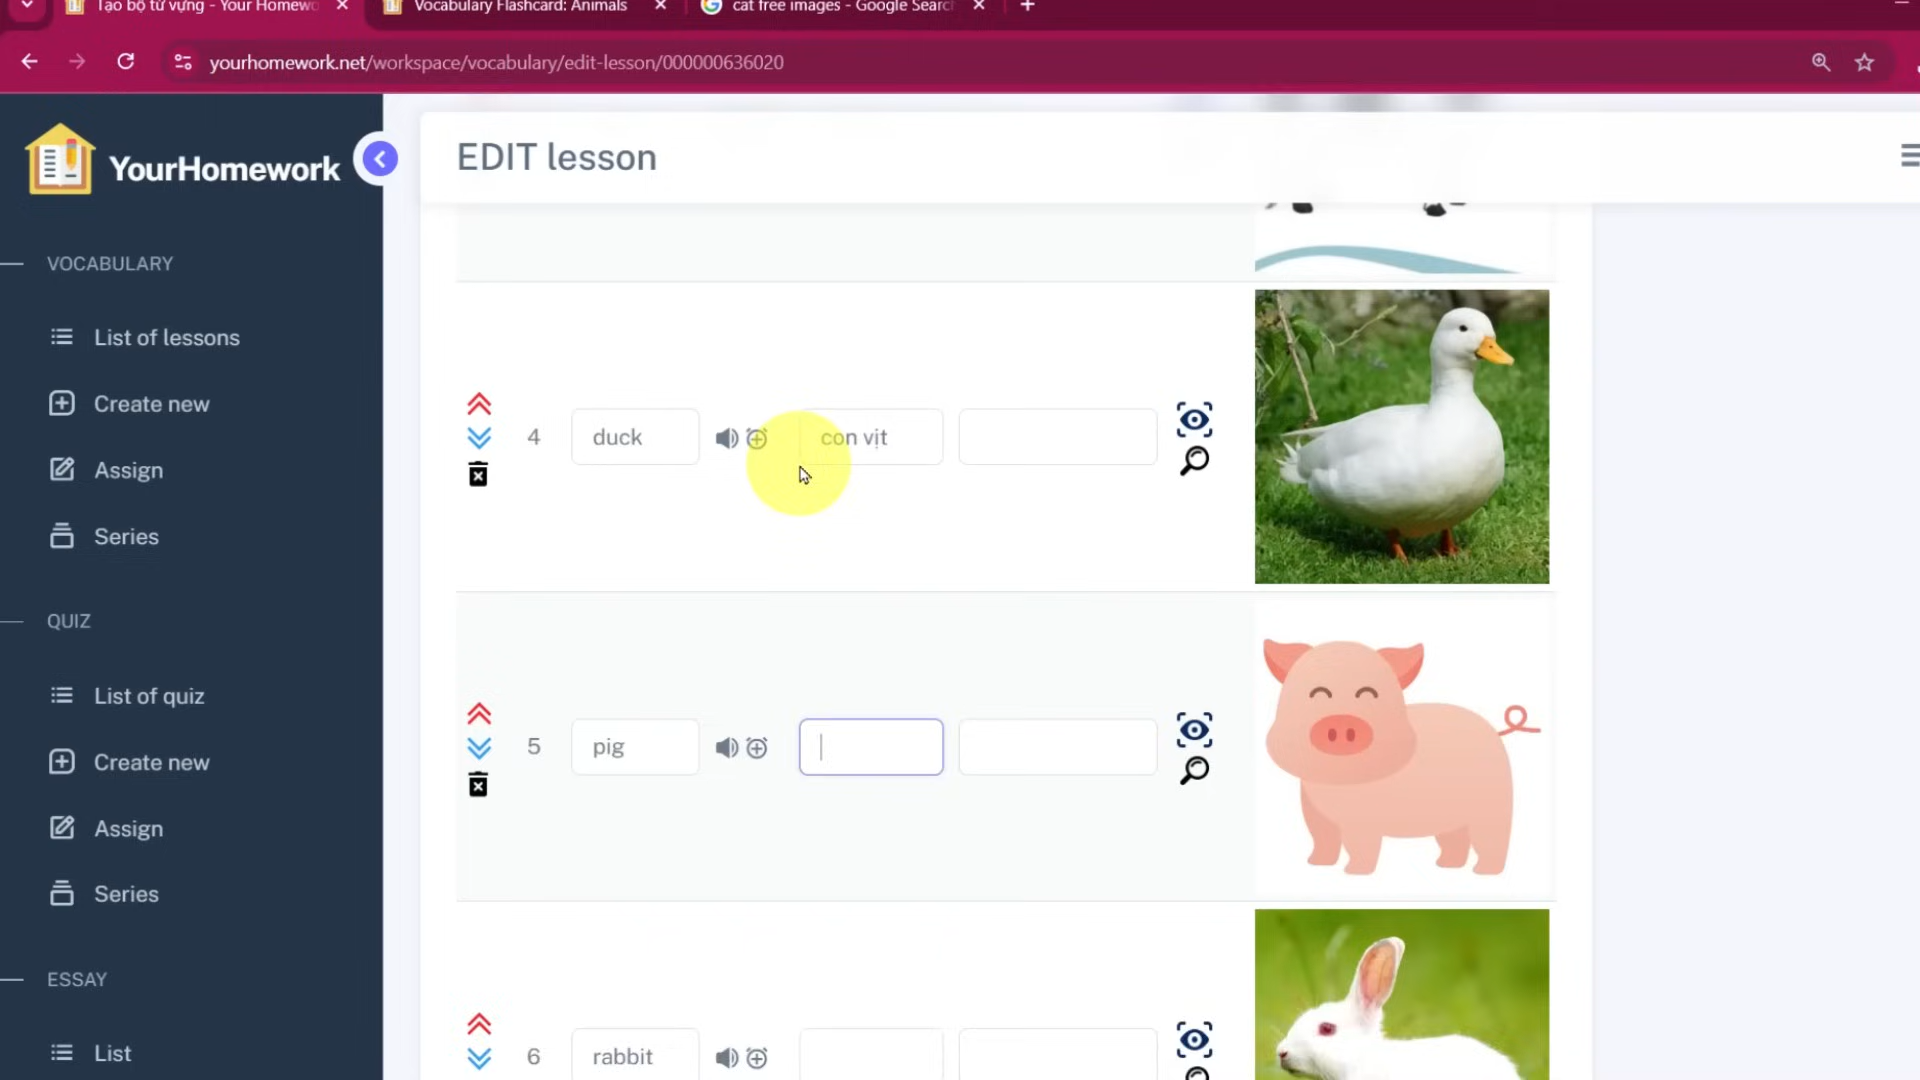 Tạo bộ từ vựng - Your Homewo
Vocabulary Flashcard: Animals
cat free images - Google Searc
yourhomework.net/workspace/vocabulary/edit-lesson/000000636020
YourHomework
EDIT lesson
VOCABULARY
List of lessons
Create new
Assign
Series
QUIZ
List of quiz
Create new
Assign
Series
ESSAY
List
4 duck con vịt
5 pig
6 rabbit